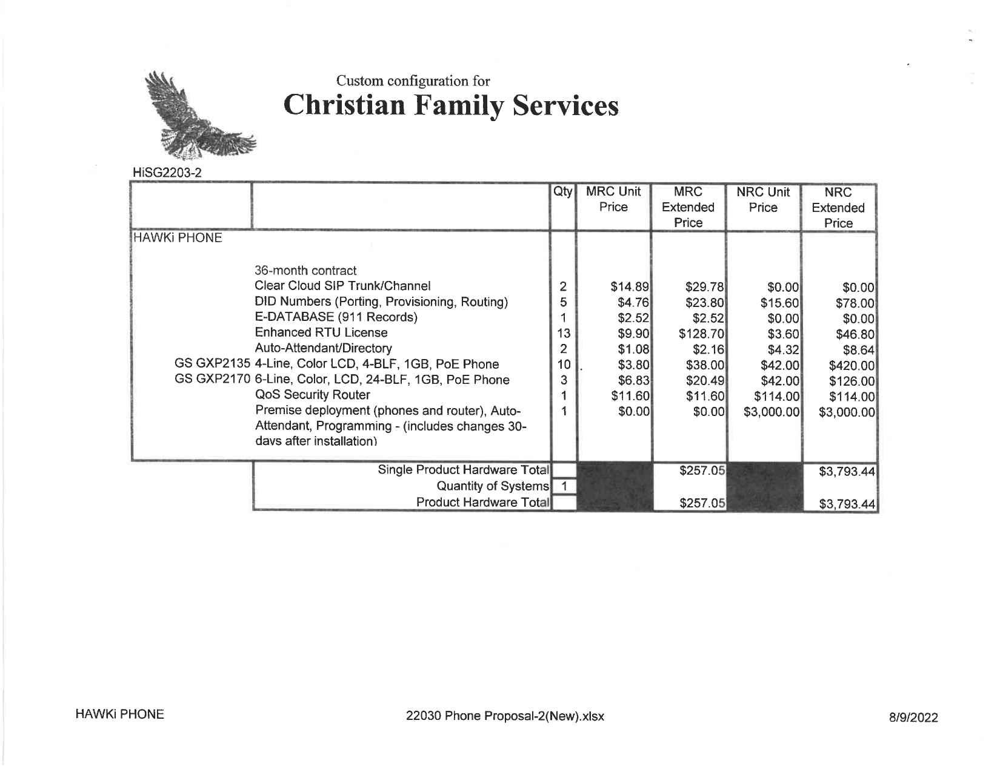 Custom configuration for
Christian Family Services
HiSG2203-2
Qty MRC Unit Price MRC Extended Price NRC Unit Price NRC Extended Price
HAWKi PHONE
36-month contract
Clear Cloud SIP Trunk/Channel 2 $14.89 $29.78 $0.00 $0.00
DID Numbers (Porting, Provisioning, Routing) 5 $4.76 $23.80 $15.60 $78.00
E-DATABASE (911 Records) 1 $2.52 $2.52 $0.00 $0.00
Enhanced RTU License 13 $9.90 $128.70 $3.60 $46.80
Auto-Attendant/Directory 2 $1.08 $2.16 $4.32 $8.64
GS GXP2135 4-Line, Color LCD, 4-BLF, 1GB, PoE Phone 10 $3.80 $38.00 $42.00 $420.00
GS GXP2170 6-Line, Color, LCD, 24-BLF, 1GB, PoE Phone 3 $6.83 $20.49 $42.00 $126.00
QoS Security Router 1 $11.60 $11.60 $114.00 $114.00
Premise deployment (phones and router), Auto- 1 $0.00 $0.00 $3,000.00 $3,000.00
Attendant, Programming - (includes changes 30-
days after installation)
Single Product Hardware Total $257.05 $3,793.44
Quantity of Systems 1
Product Hardware Total $257.05 $3,793.44
HAWKi PHONE 22030 Phone Proposal-2(New).xlsx 8/9/2022